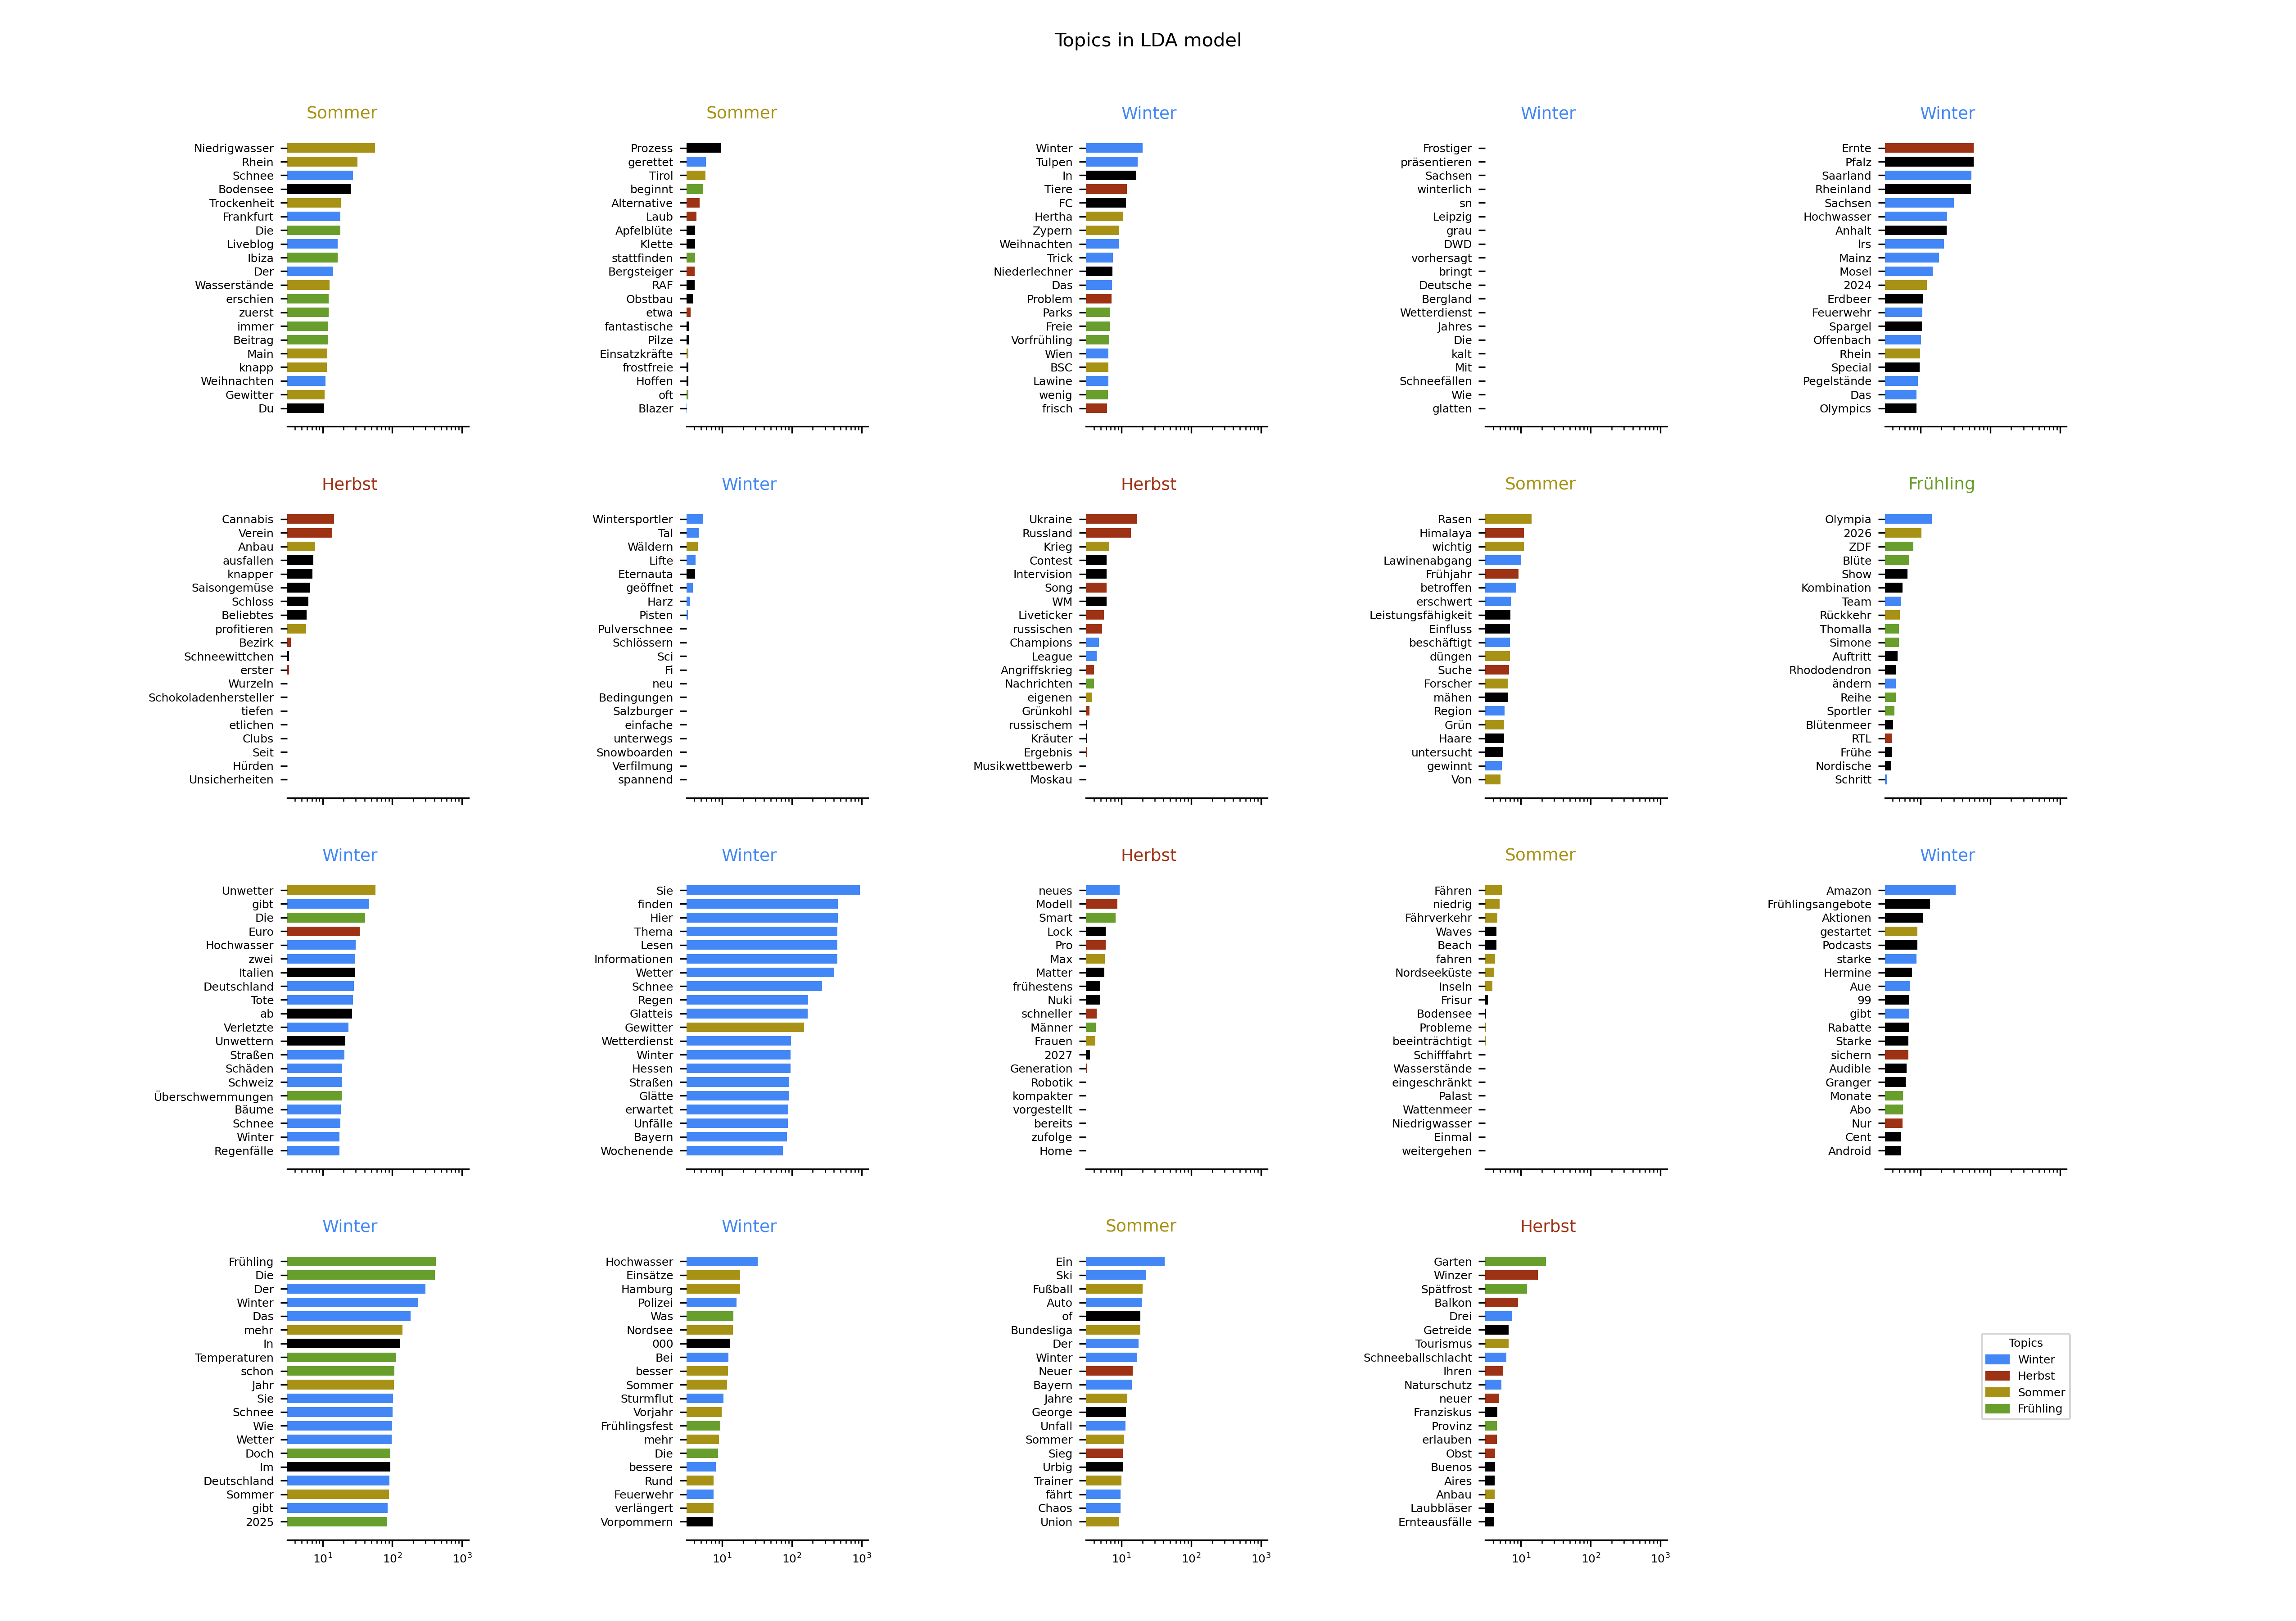 Topics in LDA model
Sommer
Niedrigwasser
Rhein
Schnee
Bodensee
Trockenheit
Frankfurt
Die
Liveblog
Ibiza
Der
Wasserstände
erschien
zuerst
immer
Beitrag
Main
knapp
Weihnachten
Gewitter
Du
Sommer
Prozess
gerettet
Tirol
beginnt
Alternative
Laub
Apfelblüte
Klette
stattfinden
Bergsteiger
RAF
Obstbau
etwa
fantastische
Pilze
Einsatzkräfte
frostfreie
Hoffen
oft
Blazer
Winter
Winter
Tulpen
In
Tiere
FC
Hertha
Zypern
Weihnachten
Trick
Niederlechner
Das
Problem
Parks
Freie
Vorfrühling
Wien
BSC
Lawine
wenig
frisch
Winter
Frostiger
präsentieren
Sachsen
winterlich
sn
Leipzig
grau
DWD
vorhersagt
bringt
Deutsche
Bergland
Wetterdienst
Jahres
Die
kalt
Mit
Schneefällen
Wie
glatten
Winter
Ernte
Pfalz
Saarland
Rheinland
Sachsen
Hochwasser
Anhalt
lrs
Mainz
Mosel
2024
Erdbeer
Feuerwehr
Spargel
Offenbach
Rhein
Special
Pegelstände
Das
Olympics
Herbst
Cannabis
Verein
Anbau
ausfallen
knapper
Saisongemüse
Schloss
Beliebtes
profitieren
Bezirk
Schneewittchen
erster
Wurzeln
Schokoladenhersteller
tiefen
etlichen
Clubs
Seit
Hürden
Unsicherheiten
Winter
Wintersportler
Tal
Wäldern
Lifte
Eternauta
geöffnet
Harz
Pisten
Pulverschnee
Schlössern
Sci
Fi
neu
Bedingungen
Salzburger
einfache
unterwegs
Snowboarden
Verfilmung
spannend
Herbst
Ukraine
Russland
Krieg
Contest
Intervision
Song
WM
Liveticker
russischen
Champions
League
Angriffskrieg
Nachrichten
eigenen
Grünkohl
russischem
Kräuter
Ergebnis
Musikwettbewerb
Moskau
Sommer
Rasen
Himalaya
wichtig
Lawinenabgang
Frühjahr
betroffen
erschwert
Leistungsfähigkeit
Einfluss
beschäftigt
düngen
Suche
Forscher
mähen
Region
Grün
Haare
untersucht
gewinnt
Von
Frühling
Olympia
2026
ZDF
Blüte
Show
Kombination
Team
Rückkehr
Thomalla
Simone
Auftritt
Rhododendron
ändern
Reihe
Sportler
Blütenmeer
RTL
Frühe
Nordische
Schritt
Winter
Unwetter
gibt
Die
Euro
Hochwasser
zwei
Italien
Deutschland
Tote
ab
Verletzte
Unwettern
Straßen
Schäden
Schweiz
Überschwemmungen
Bäume
Schnee
Winter
Regenfälle
Winter
Sie
finden
Hier
Thema
Lesen
Informationen
Wetter
Schnee
Regen
Glatteis
Gewitter
Wetterdienst
Winter
Hessen
Straßen
Glätte
erwartet
Unfälle
Bayern
Wochenende
Herbst
neues
Modell
Smart
Lock
Pro
Max
Matter
frühestens
Nuki
schneller
Männer
Frauen
2027
Generation
Robotik
kompakter
vorgestellt
bereits
zufolge
Home
Sommer
Fähren
niedrig
Fährverkehr
Waves
Beach
fahren
Nordseeküste
Inseln
Frisur
Bodensee
Probleme
beeinträchtigt
Schifffahrt
Wasserstände
eingeschränkt
Palast
Wattenmeer
Niedrigwasser
Einmal
weitergehen
Winter
Amazon
Frühlingsangebote
Aktionen
gestartet
Podcasts
starke
Hermine
Aue
99
gibt
Rabatte
Starke
sichern
Audible
Granger
Monate
Abo
Nur
Cent
Android
Winter
Frühling
Die
Der
Winter
Das
mehr
In
Temperaturen
schon
Jahr
Sie
Schnee
Wie
Wetter
Doch
Im
Deutschland
Sommer
gibt
2025
10¹ 10² 10³
Winter
Hochwasser
Einsätze
Hamburg
Polizei
Was
Nordsee
000
Bei
besser
Sommer
Sturmflut
Vorjahr
Frühlingsfest
mehr
Die
bessere
Rund
Feuerwehr
verlängert
Vorpommern
10¹ 10² 10³
Sommer
Ein
Ski
Fußball
Auto
of
Bundesliga
Der
Winter
Neuer
Bayern
Jahre
George
Unfall
Sommer
Sieg
Urbig
Trainer
fährt
Chaos
Union
10¹ 10² 10³
Herbst
Garten
Winzer
Spätfrost
Balkon
Drei
Getreide
Tourismus
Schneeballschlacht
Ihren
Naturschutz
neuer
Franziskus
Provinz
erlauben
Obst
Buenos
Aires
Anbau
Laubbläser
Ernteausfälle
10¹ 10² 10³
Topics
Winter
Herbst
Sommer
Frühling